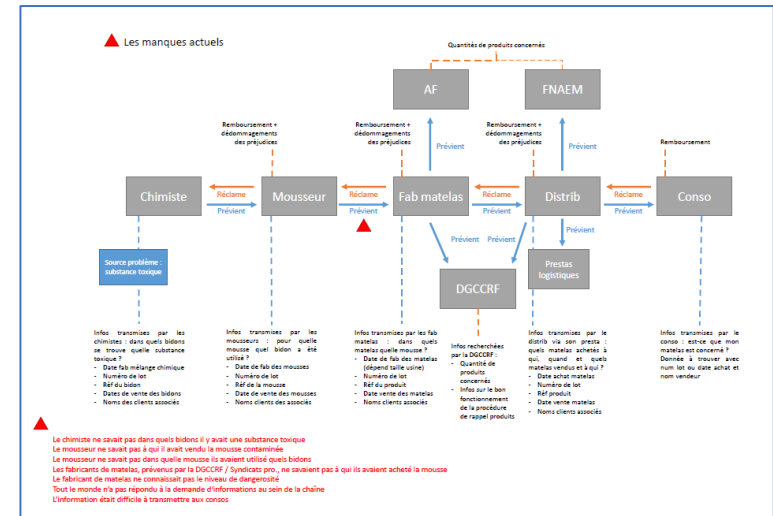 Les manques actuels
Quantités de produits concernés
AF
FNAEM
Remboursement +
dédommagements
des préjudices
Remboursement +
dédommagements
des préjudices
Remboursement +
dédommagements
des préjudices
Remboursement
Prévient
Prévient
Chimiste
Réclame
Prévient
Mousseur
Réclame
Prévient
Fab matelas
Réclame
Prévient
Distrib
Réclame
Prévient
Conso
Prévient
Prévient
Prévient
Source problème :
substance toxique
DGCCRF
Prestas
logistiques
Infos transmises par les
chimistes : dans quels bidons
se trouve quelle substance
toxique ?
- Date fab mélange chimique
- Numéro de lot
- Réf du bidon
- Dates de vente des bidons
- Noms des clients associés
Infos transmises par les
mousseurs : pour quelle
mousse quel bidon a été
utilisé ?
- Date de fab des mousses
- Numéro de lot
- Réf de la mousse
- Date de vente des mousses
- Noms clients des associés
Infos transmises par les fab
matelas : dans quels
matelas quelle mousse ?
- Date de fab des matelas
(dépend taille usine)
- Numéro de lot
- Réf du produit
- Date vente des matelas
- Noms clients associés
Infos recherchées
par la DGCCRF :
- Quantité de
produits
concernés
- Infos sur le bon
fonctionnement
de la procédure
de rappel produits
Infos transmises par le
distrib via son presta :
quels matelas achetés à
qui, quand et quels
matelas vendus et à qui ?
- Date achat matelas
- Numéro de lot
- Réf produit
- Date vente matelas
- Noms clients associés
Infos transmises par le
conso : est-ce que mon
matelas est concerné ?
Donnée à trouver avec
num lot ou date achat et
nom vendeur
Le chimiste ne savait pas dans quels bidons il y avait une substance toxique
Le mousseur ne savait pas à qui il avait vendu la mousse contaminée
Le mousseur ne savait pas dans quelle mousse ils avaient utilisé quels bidons
Les fabricants de matelas, prévenus par la DGCCRF / Syndicats pro., ne savaient pas à qui ils avaient acheté la mousse
Le fabricant de matelas ne connaissait pas le niveau de dangerosité
Tout le monde n'a pas répondu à la demande d'informations au sein de la chaîne
L'information était difficile à transmettre aux consos